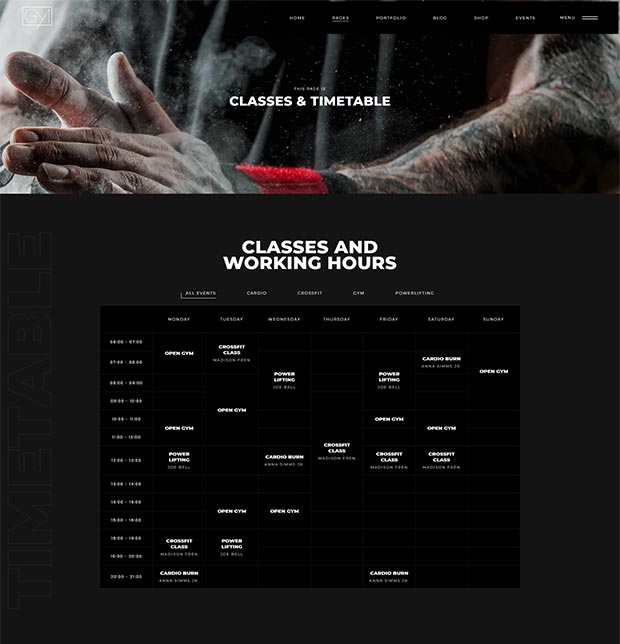 GYM
HOME PAGES PORTFOLIO BLOG SHOP EVENTS MENU
THIS PAGE IS
CLASSES & TIMETABLE
TIMETABLE
CLASSES AND
WORKING HOURS
ALL EVENTS CARDIO CROSSFIT GYM POWERLIFTING
MONDAY TUESDAY WEDNESDAY THURSDAY FRIDAY SATURDAY SUNDAY
06:00 - 07:00
OPEN GYM
CROSSFIT
CLASS
MADISON FREN
07:00 - 08:00
CARDIO BURN
ANNA SIMMS JR.
OPEN GYM
08:00 - 09:00
POWER
LIFTING
JOE BELL
POWER
LIFTING
JOE BELL
09:00 - 10:00
OPEN GYM
10:00 - 11:00
OPEN GYM
OPEN GYM
OPEN GYM
11:00 - 12:00
CROSSFIT
CLASS
MADISON FREN
12:00 - 13:00
POWER
LIFTING
JOE BELL
CARDIO BURN
ANNA SIMMS JR.
CROSSFIT
CLASS
MADISON FREN
CROSSFIT
CLASS
MADISON FREN
13:00 - 14:00
14:00 - 15:00
OPEN GYM
OPEN GYM
15:00 - 16:00
18:00 - 19:00
CROSSFIT
CLASS
MADISON FREN
POWER
LIFTING
JOE BELL
19:00 - 20:00
20:00 - 21:00
CARDIO BURN
ANNA SIMMS JR.
CARDIO BURN
ANNA SIMMS JR.